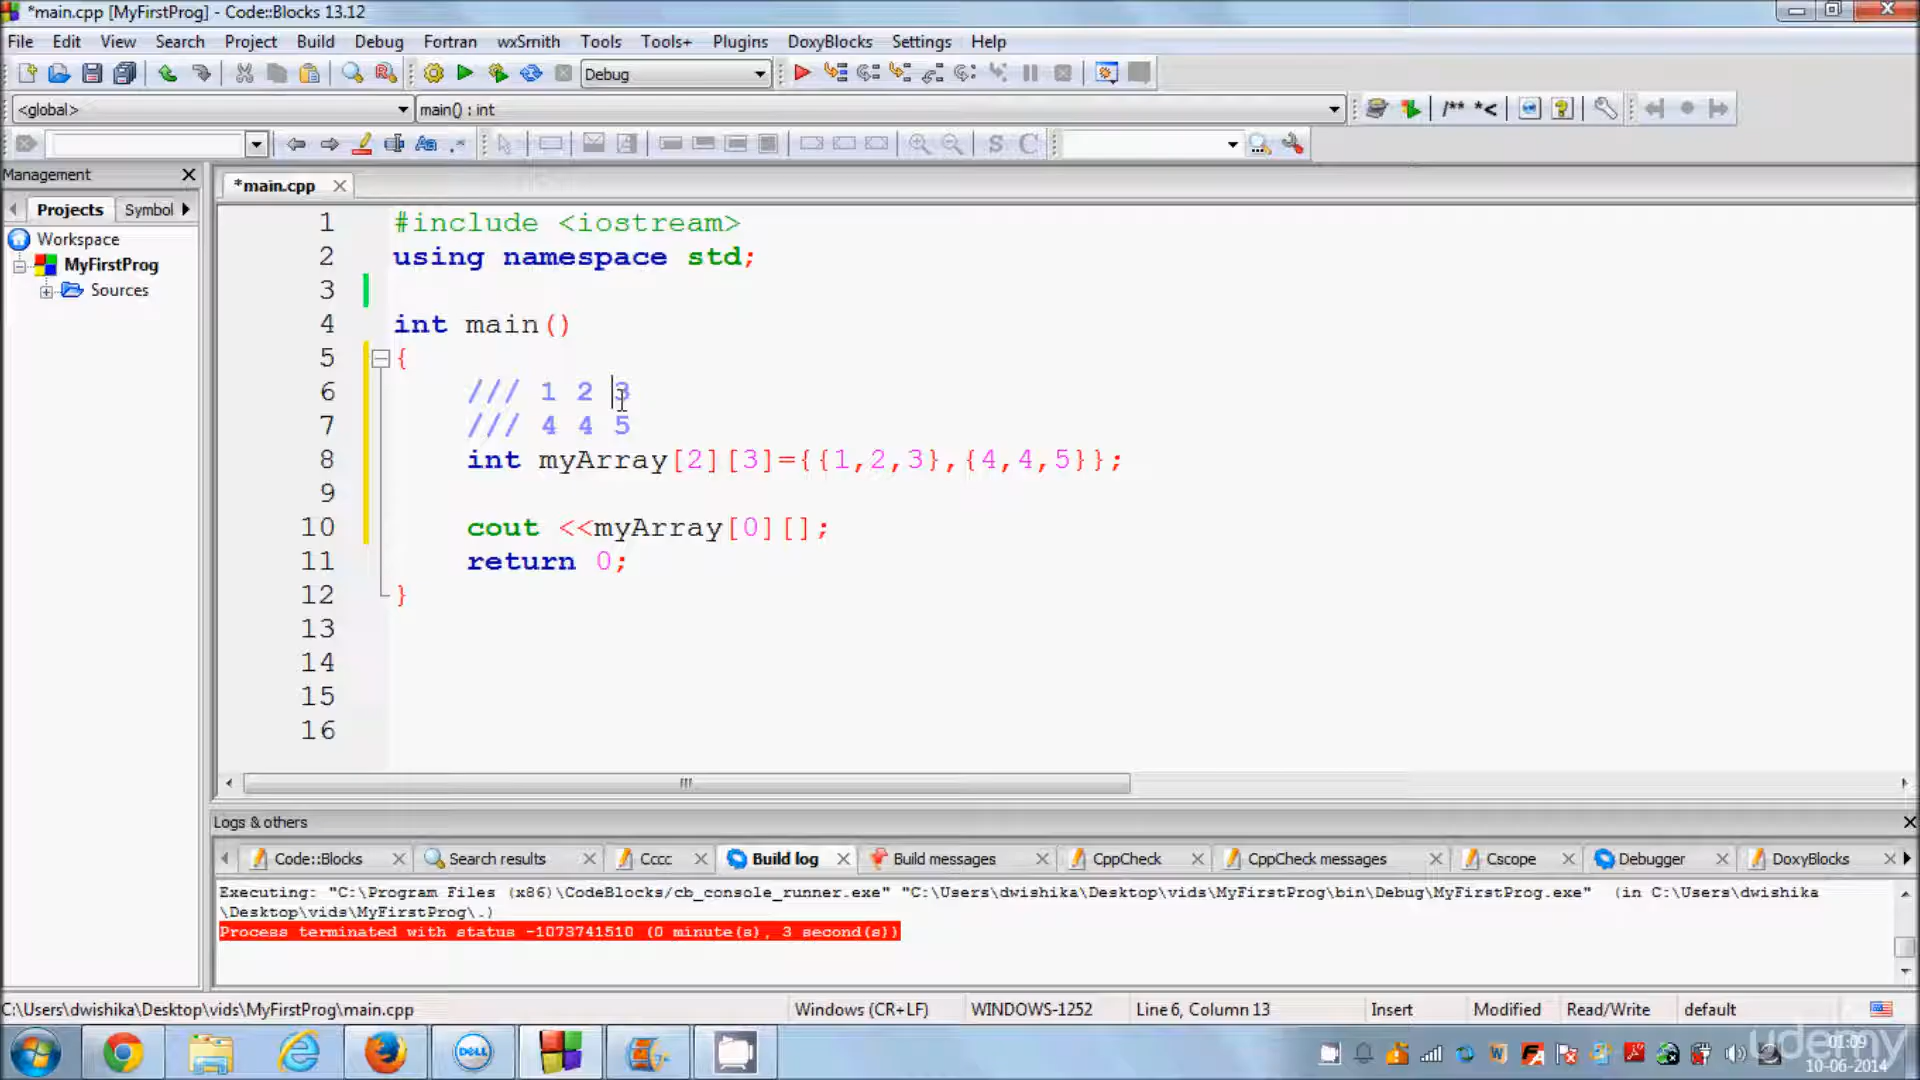 *main.cpp [MyFirstProg] - Code::Blocks 13.12
File Edit View Search Project Build Debug Fortran wxSmith Tools Tools+ Plugins DoxyBlocks Settings Help
Debug
<global> main() : int
/** *<
S C
Management
*main.cpp
Projects Symbol
Workspace
MyFirstProg
Sources
1 #include <iostream>
2 using namespace std;
3
4 int main()
5 {
6 /// 1 2 3
7 /// 4 4 5
8 int myArray[2][3]={{1,2,3},{4,4,5}};
9
10 cout <<myArray[0][];
11 return 0;
12 }
13
14
15
16
Logs & others
Code::Blocks Search results Cccc Build log Build messages CppCheck CppCheck messages Cscope Debugger DoxyBlocks
Executing: "C:\Program Files (x86)\CodeBlocks/cb_console_runner.exe" "C:\Users\dwishika\Desktop\vids\MyFirstProg\bin\Debug\MyFirstProg.exe" (in C:\Users\dwishika
\Desktop\vids\MyFirstProg\.)
Process terminated with status -1073741510 (0 minute(s), 3 second(s))
C:\Users\dwishika\Desktop\vids\MyFirstProg\main.cpp Windows (CR+LF) WINDOWS-1252 Line 6, Column 13 Insert Modified Read/Write default
DELL
udemy
01:09
10-06-2014